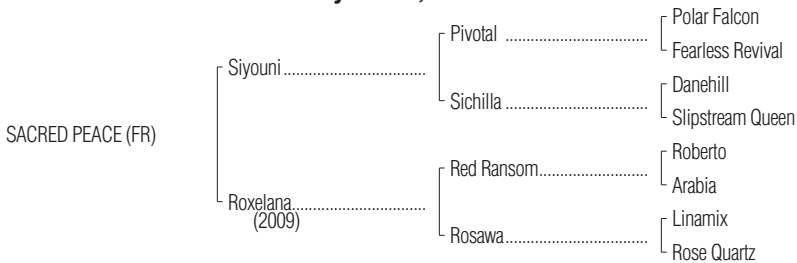 Polar Falcon
Pivotal ........................................
Fearless Revival
Siyouni ........................................
Danehill
Sichilla ........................................
Slipstream Queen
SACRED PEACE (FR)
Roberto
Red Ransom ..............................
Arabia
Roxelana ......................................
(2009)
Linamix
Rosawa ........................................
Rose Quartz